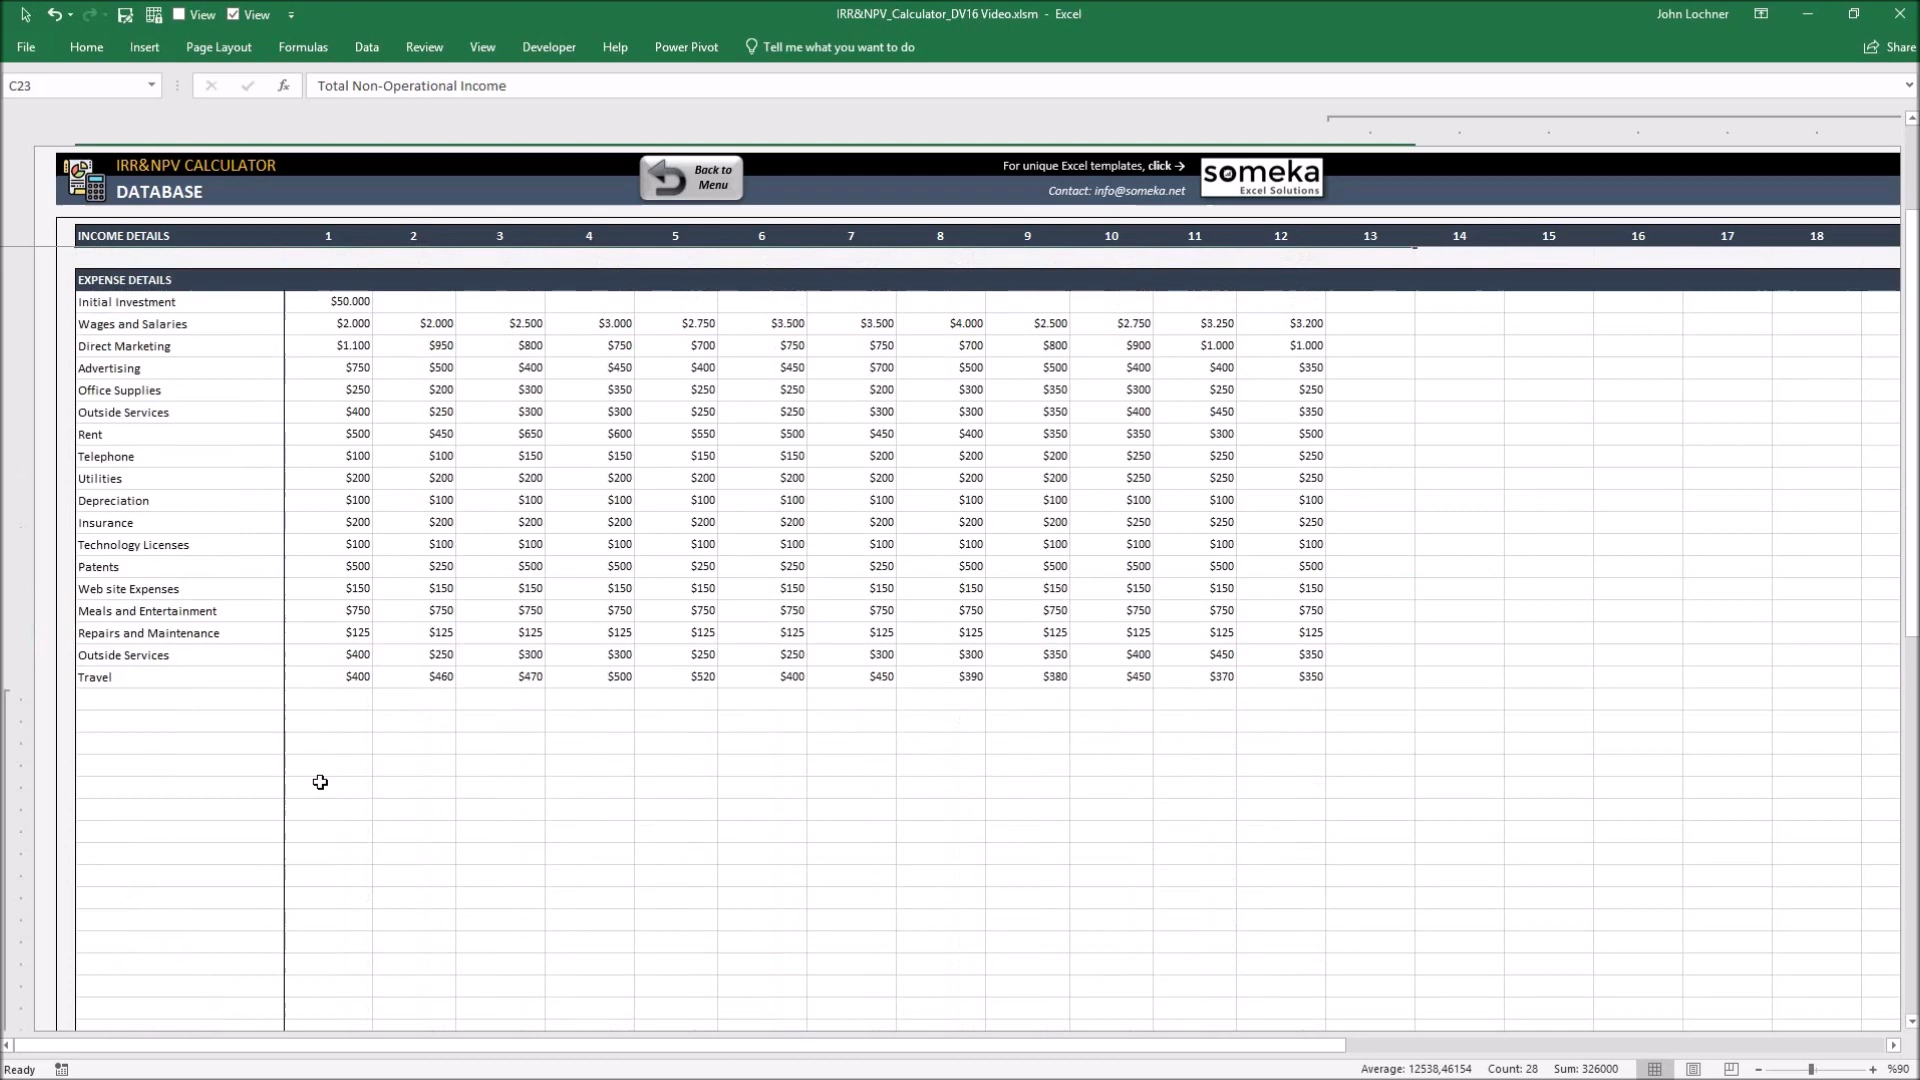 View View IRR&NPV_Calculator_DV16 Video.xlsm - Excel John Lochner
File Home Insert Page Layout Formulas Data Review View Developer Help Power Pivot Tell me what you want to do Share
C23 fx Total Non-Operational Income
IRR&NPV CALCULATOR
DATABASE
Back to
Menu
For unique Excel templates, click →
Contact: info@someka.net
someka
Excel Solutions
INCOME DETAILS 1 2 3 4 5 6 7 8 9 10 11 12 13 14 15 16 17 18
EXPENSE DETAILS
Initial Investment $50.000
Wages and Salaries $2.000 $2.000 $2.500 $3.000 $2.750 $3.500 $3.500 $4.000 $2.500 $2.750 $3.250 $3.200
Direct Marketing $1.100 $950 $800 $750 $700 $750 $750 $700 $800 $900 $1.000 $1.000
Advertising $750 $500 $400 $450 $400 $450 $700 $500 $500 $400 $400 $350
Office Supplies $250 $200 $300 $350 $250 $250 $200 $300 $350 $300 $250 $250
Outside Services $400 $250 $300 $300 $250 $250 $300 $300 $350 $400 $450 $350
Rent $500 $450 $650 $600 $550 $500 $450 $400 $350 $350 $300 $500
Telephone $100 $100 $150 $150 $150 $150 $200 $200 $200 $250 $250 $250
Utilities $200 $200 $200 $200 $200 $200 $200 $200 $200 $250 $250 $250
Depreciation $100 $100 $100 $100 $100 $100 $100 $100 $100 $100 $100 $100
Insurance $200 $200 $200 $200 $200 $200 $200 $200 $200 $250 $250 $250
Technology Licenses $100 $100 $100 $100 $100 $100 $100 $100 $100 $100 $100 $100
Patents $500 $250 $500 $500 $250 $250 $250 $500 $500 $500 $500 $500
Web site Expenses $150 $150 $150 $150 $150 $150 $150 $150 $150 $150 $150 $150
Meals and Entertainment $750 $750 $750 $750 $750 $750 $750 $750 $750 $750 $750 $750
Repairs and Maintenance $125 $125 $125 $125 $125 $125 $125 $125 $125 $125 $125 $125
Outside Services $400 $250 $300 $300 $250 $250 $300 $300 $350 $400 $450 $350
Travel $400 $460 $470 $500 $520 $400 $450 $390 $380 $450 $370 $350
Ready Average: 12538,46154 Count: 28 Sum: 326000 %90